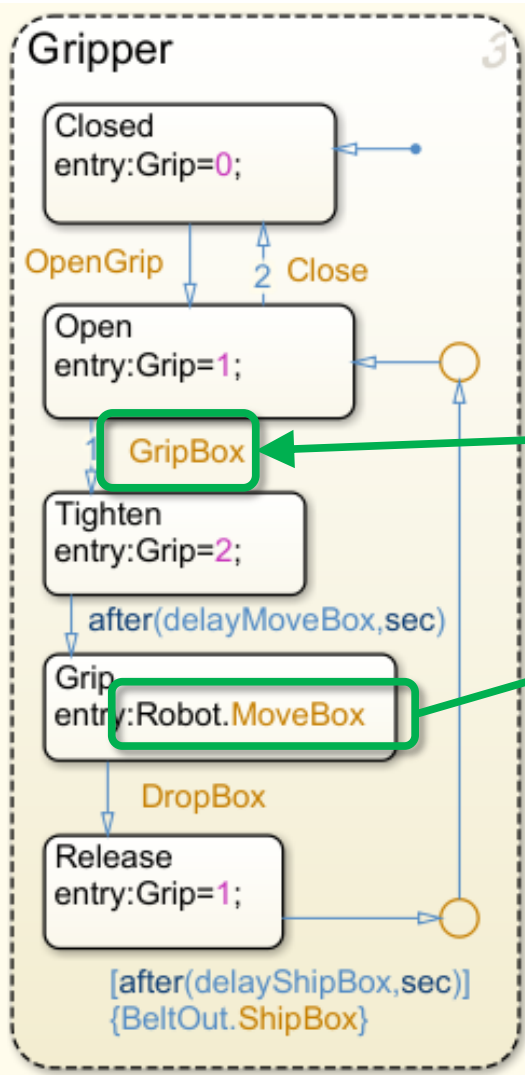 Gripper
3
Closed
entry:Grip=0;
OpenGrip
2
Close
Open
entry:Grip=1;
1
GripBox
Tighten
entry:Grip=2;
after(delayMoveBox,sec)
Grip
entry:Robot.MoveBox
DropBox
Release
entry:Grip=1;
[after(delayShipBox,sec)]
{BeltOut.ShipBox}